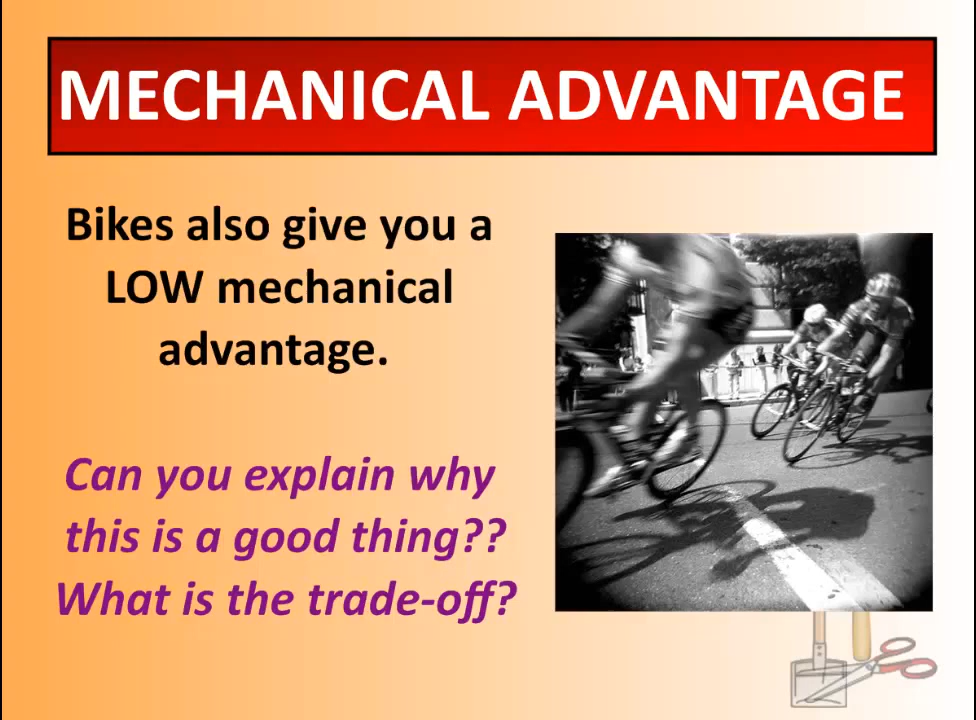 MECHANICAL ADVANTAGE
Bikes also give you a
LOW mechanical
advantage.
Can you explain why
this is a good thing??
What is the trade-off?